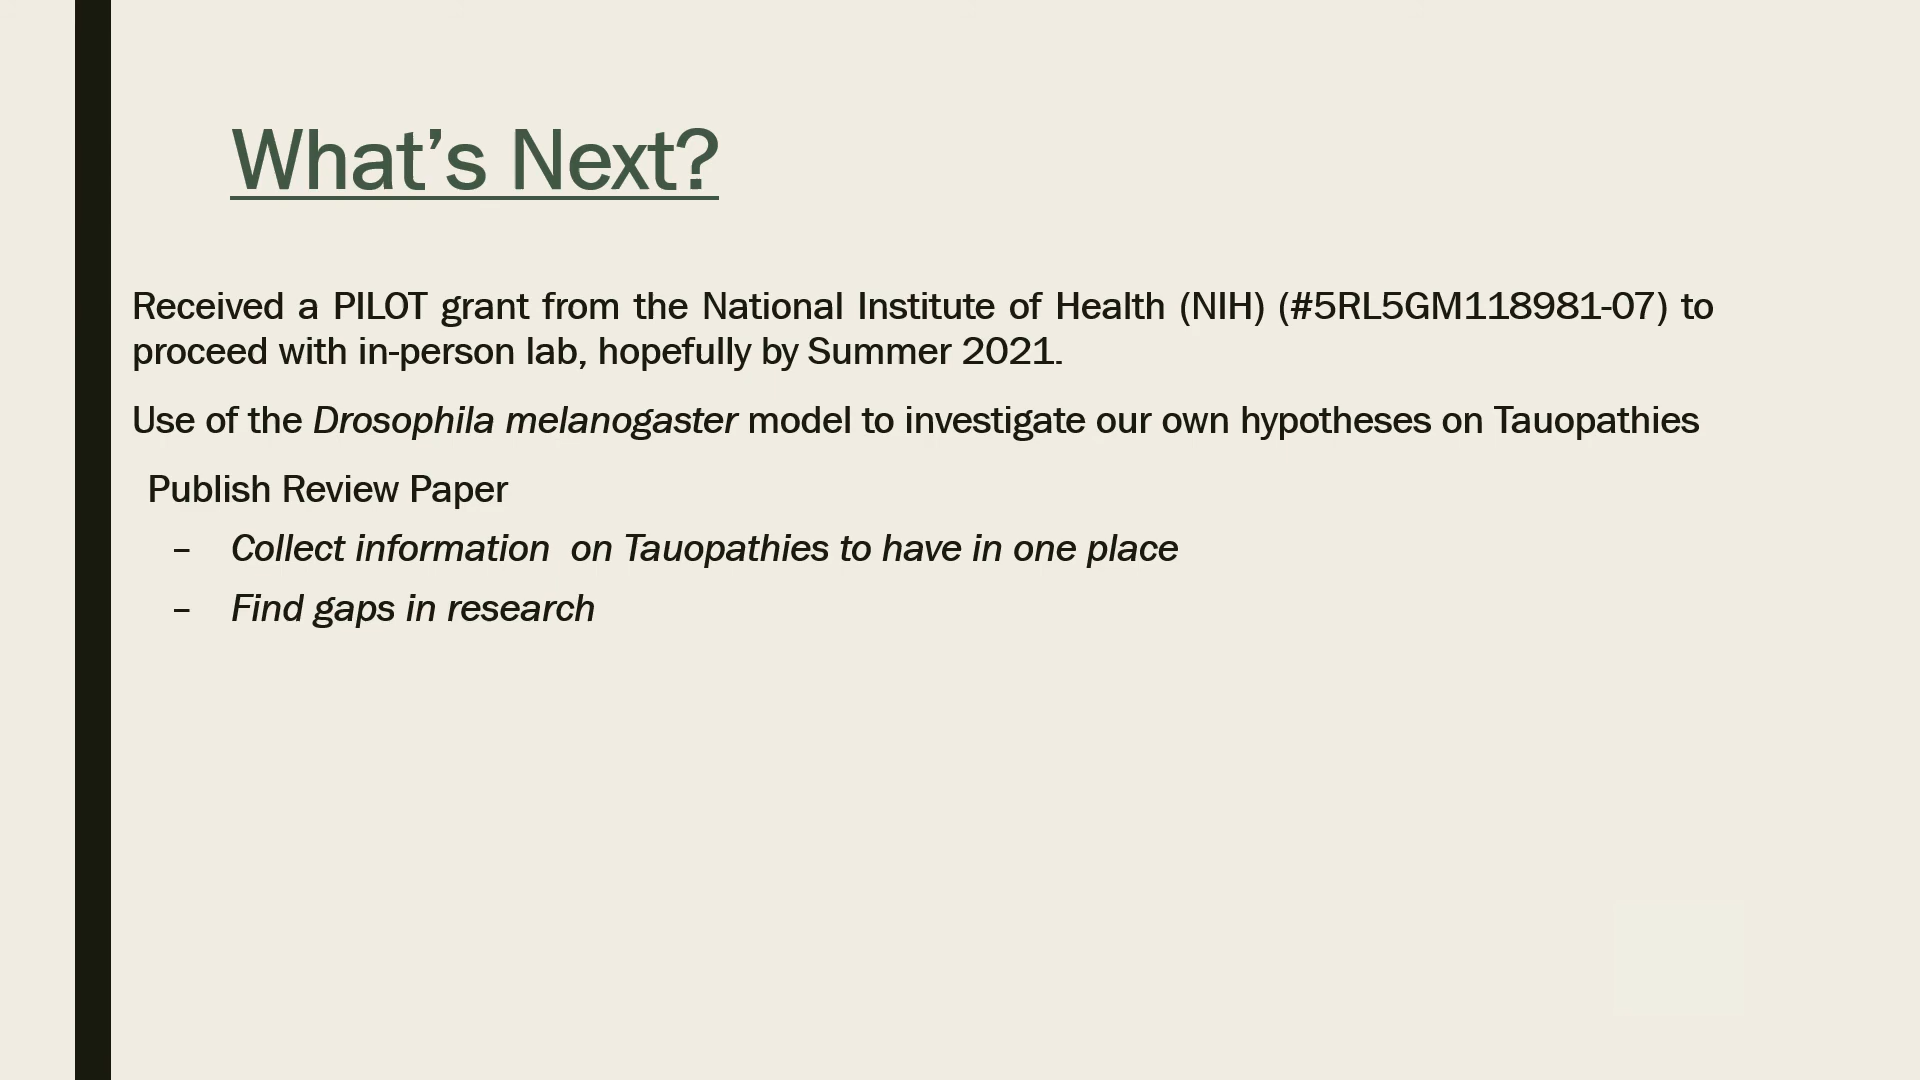 What’s Next?
Received a PILOT grant from the National Institute of Health (NIH) (#5RL5GM118981-07) to
proceed with in-person lab, hopefully by Summer 2021.
Use of the Drosophila melanogaster model to investigate our own hypotheses on Tauopathies
Publish Review Paper
– Collect information  on Tauopathies to have in one place
– Find gaps in research